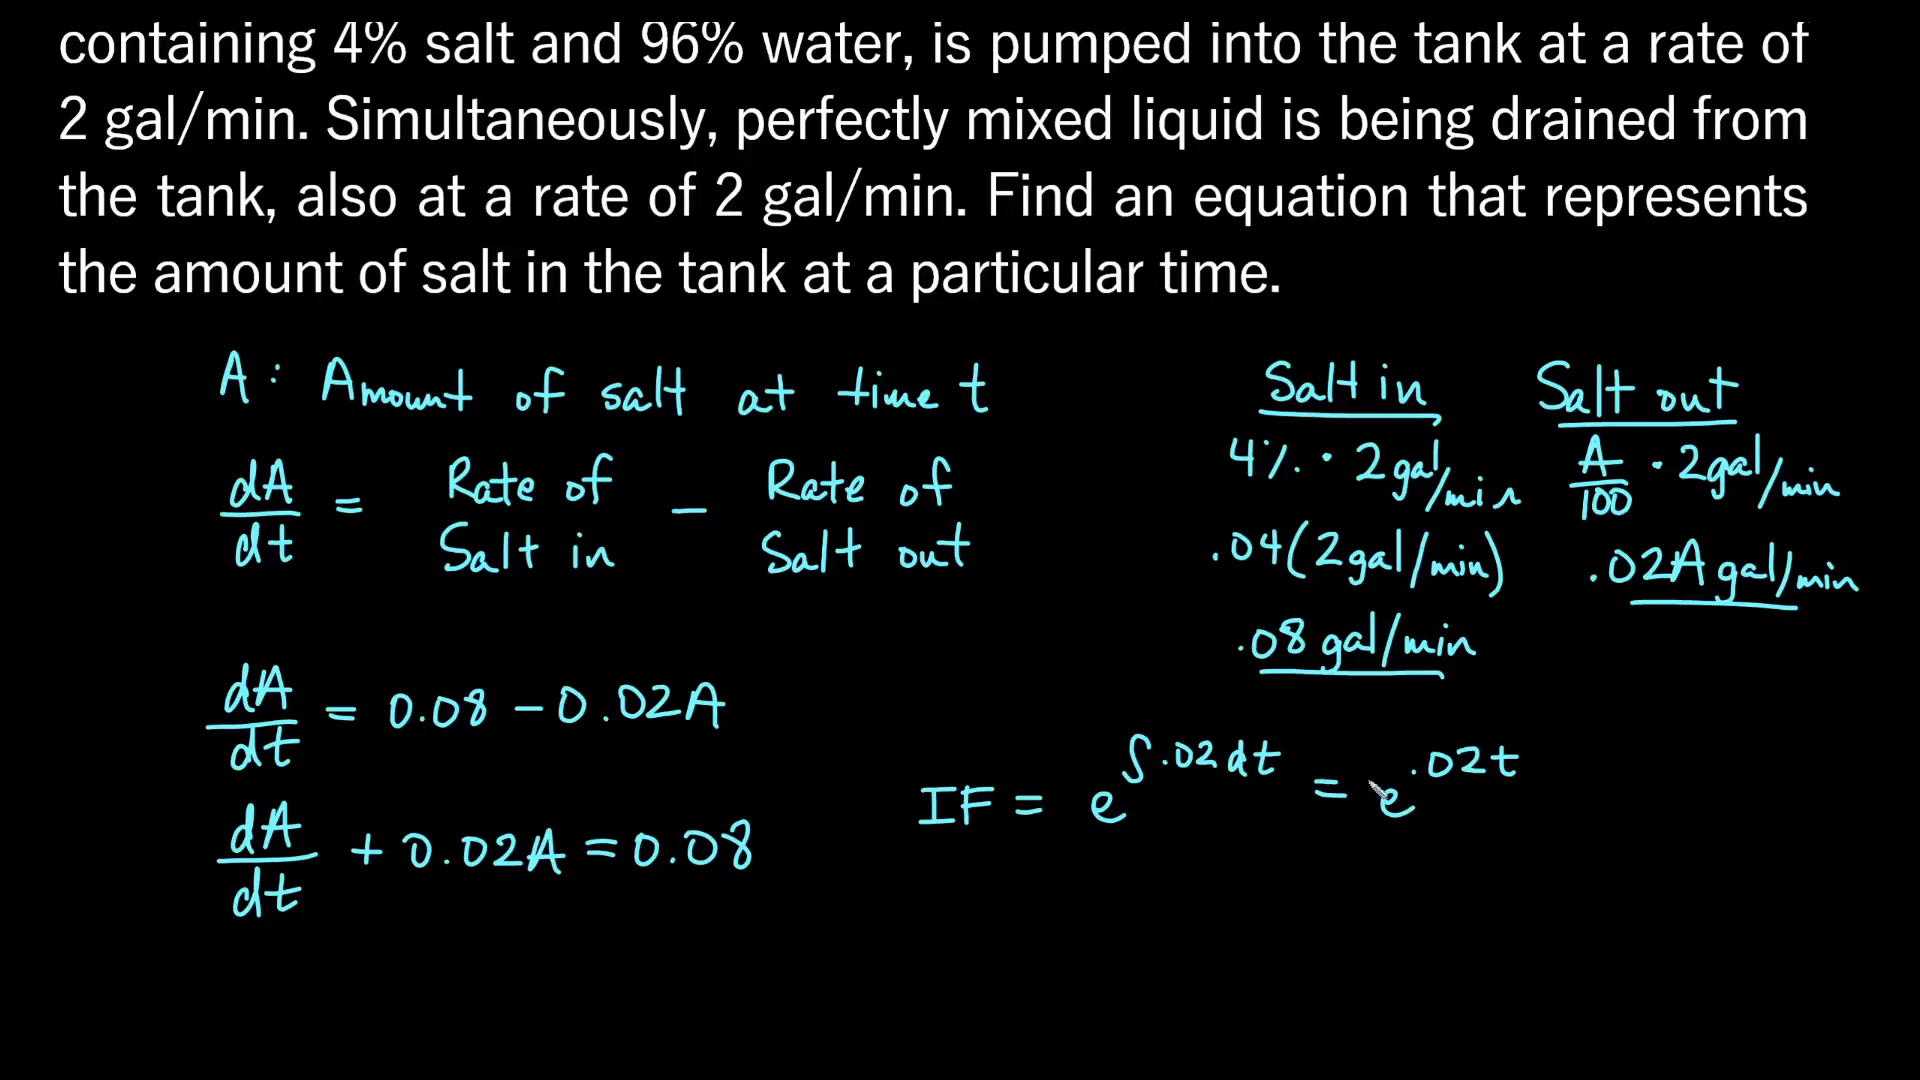 containing 4% salt and 96% water, is pumped into the tank at a rate of
2 gal/min. Simultaneously, perfectly mixed liquid is being drained from
the tank, also at a rate of 2 gal/min. Find an equation that represents
the amount of salt in the tank at a particular time.
A : Amount of salt at time t
dA/dt = Rate of Salt in − Rate of Salt out
Salt in
4% · 2gal/min
.04(2gal/min)
.08 gal/min
Salt out
A/100 · 2gal/min
.02A gal/min
dA/dt = 0.08 − 0.02A
dA/dt + 0.02A = 0.08
IF = e^∫.02dt = e^.02t